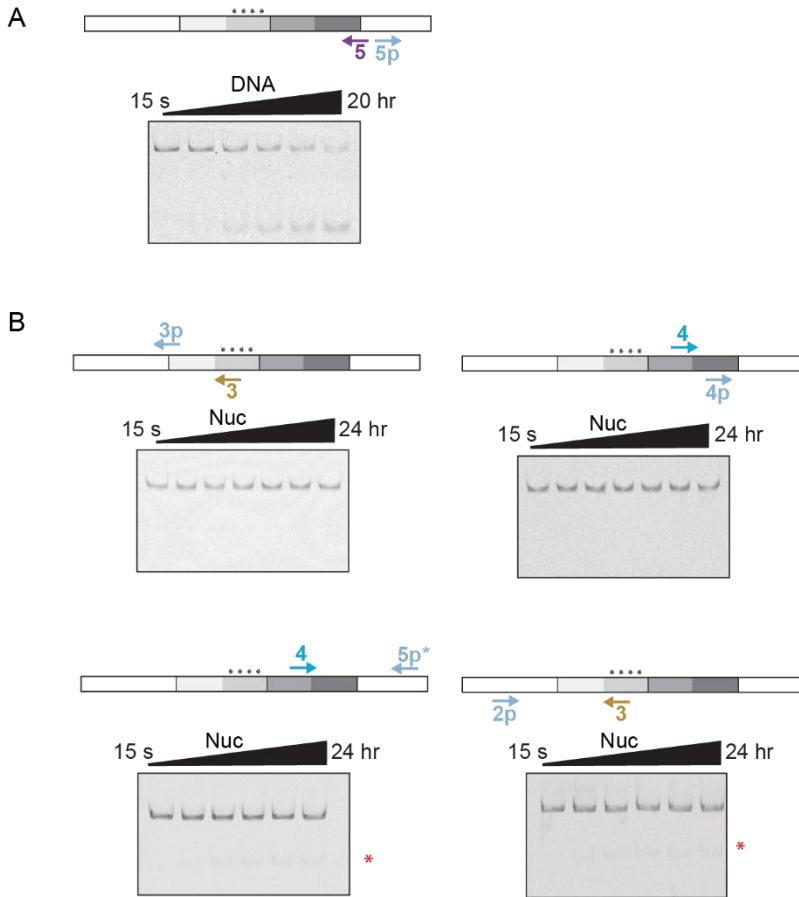 A
* * * *
5 5p
DNA
15 s 20 hr
B
3p
* * * *
3
Nuc
15 s 24 hr
4
* * * *
4p
Nuc
15 s 24 hr
4 5p*
* * * *
Nuc
15 s 24 hr
*
* * * *
2p 3
Nuc
15 s 24 hr
*